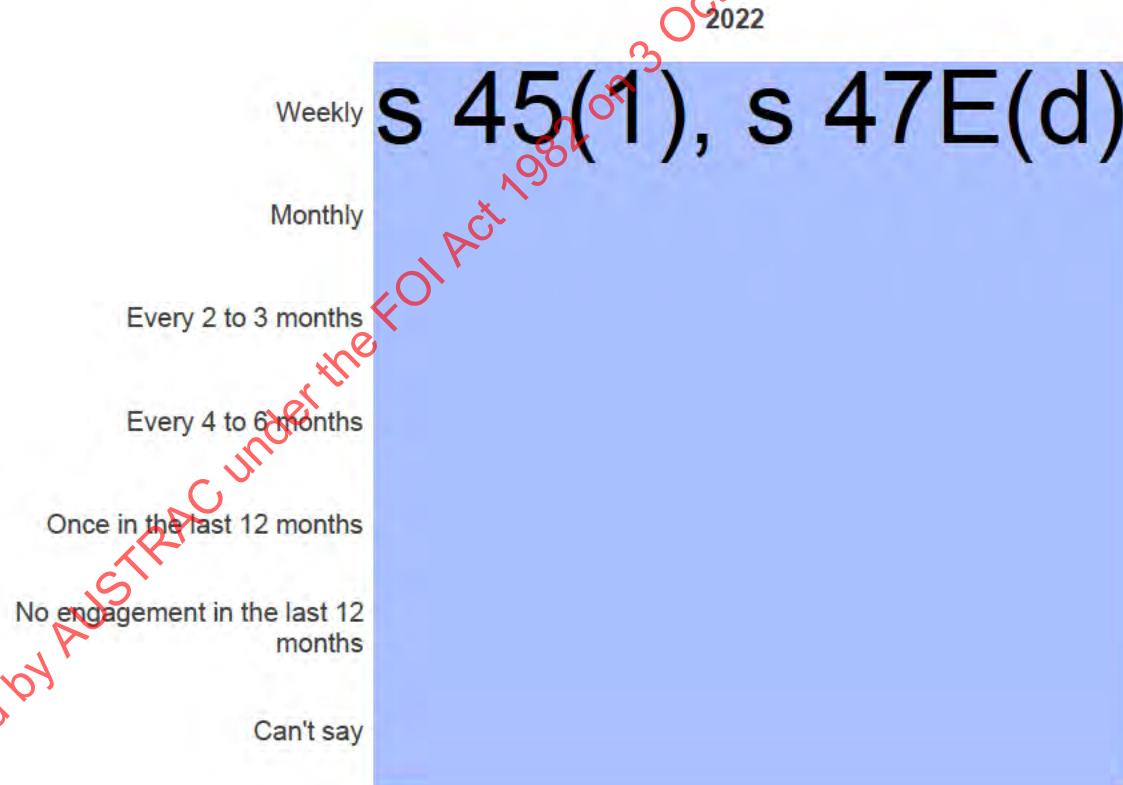 2022
Weekly
s 45(1), s 47E(d)
Monthly
Every 2 to 3 months
Every 4 to 6 months
Once in the last 12 months
No engagement in the last 12
months
Can't say
by AUSTRAC under the FOI Act 1982 on 3